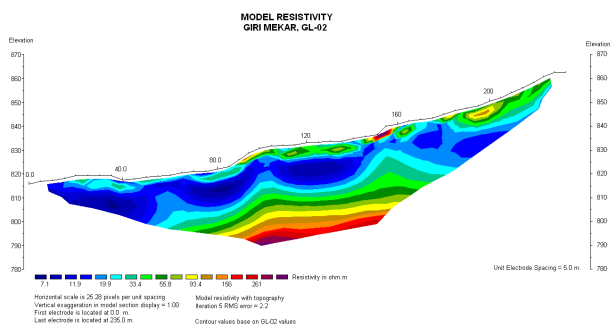 MODEL RESISTIVITY
GIRI MEKAR, GL-02
Elevation
Elevation
870
860
850
840
830
820
810
800
790
780
870
860
850
840
830
820
810
800
790
780
0.0
40.0
80.0
120
160
200
7.1 11.9 19.9 33.4 55.8 93.4 156 261 Resistivity in ohm.m
Unit Electrode Spacing = 5.0 m.
Horizontal scale is 25.28 pixels per unit spacing
Vertical exaggeration in model section display = 1.00
First electrode is located at 0.0 m.
Last electrode is located at 235.0 m.
Model resistivity with topography
Iteration 5 RMS error = 2.2
Contour values base on GL-02 values